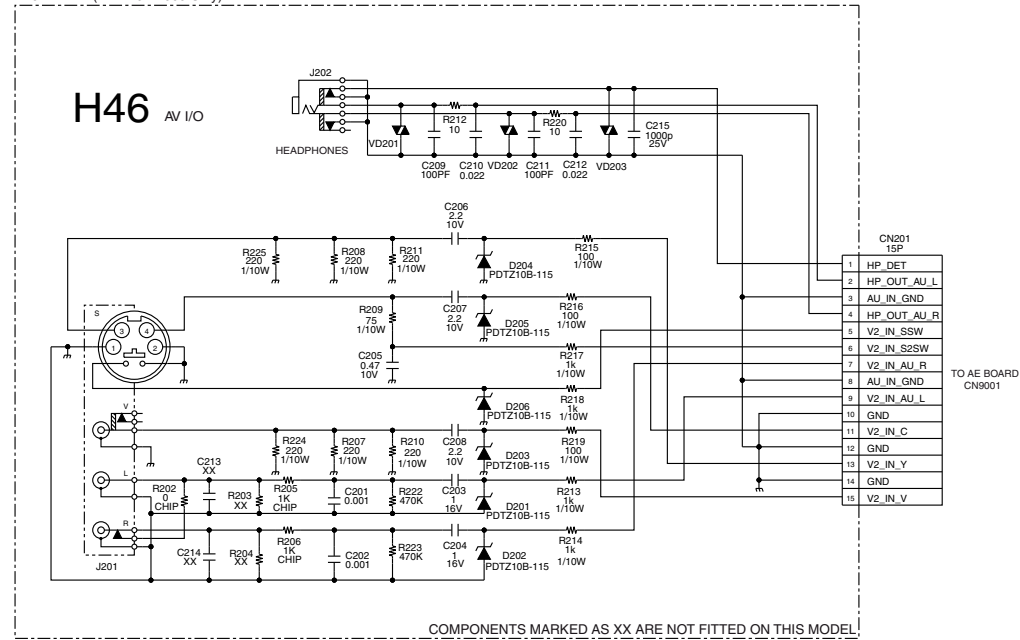 H46 AV I/O
J202
HEADPHONES
VD201
C209
100PF
R212
10
C210
0.022
VD202
C211
100PF
R220
10
C212
0.022
VD203
C215
1000p
25V
C206
2.2
10V
R225
220
1/10W
R208
220
1/10W
R211
220
1/10W
D204
PDTZ10B-115
R215
100
1/10W
R209
75
1/10W
C207
2.2
10V
D205
PDTZ10B-115
R216
100
1/10W
C205
0.47
10V
R217
1k
1/10W
D206
PDTZ10B-115
R218
1k
1/10W
S
3
4
1
2
V
L
R
J201
R224
220
1/10W
R207
220
1/10W
R210
220
1/10W
C208
2.2
10V
D203
PDTZ10B-115
R219
100
1/10W
R202
0
CHIP
C213
XX
R203
XX
R205
1K
CHIP
C201
0.001
R222
470K
C203
1
16V
D201
PDTZ10B-115
R213
1k
1/10W
C214
XX
R204
XX
R206
1K
CHIP
C202
0.001
R223
470K
C204
1
16V
D202
PDTZ10B-115
R214
1k
1/10W
CN201
15P
1 HP_DET
2 HP_OUT_AU_L
3 AU_IN_GND
4 HP_OUT_AU_R
5 V2_IN_SSW
6 V2_IN_S2SW
7 V2_IN_AU_R
8 AU_IN_GND
9 V2_IN_AU_L
10 GND
11 V2_IN_C
12 GND
13 V2_IN_Y
14 GND
15 V2_IN_V
TO AE BOARD
CN9001
COMPONENTS MARKED AS XX ARE NOT FITTED ON THIS MODEL